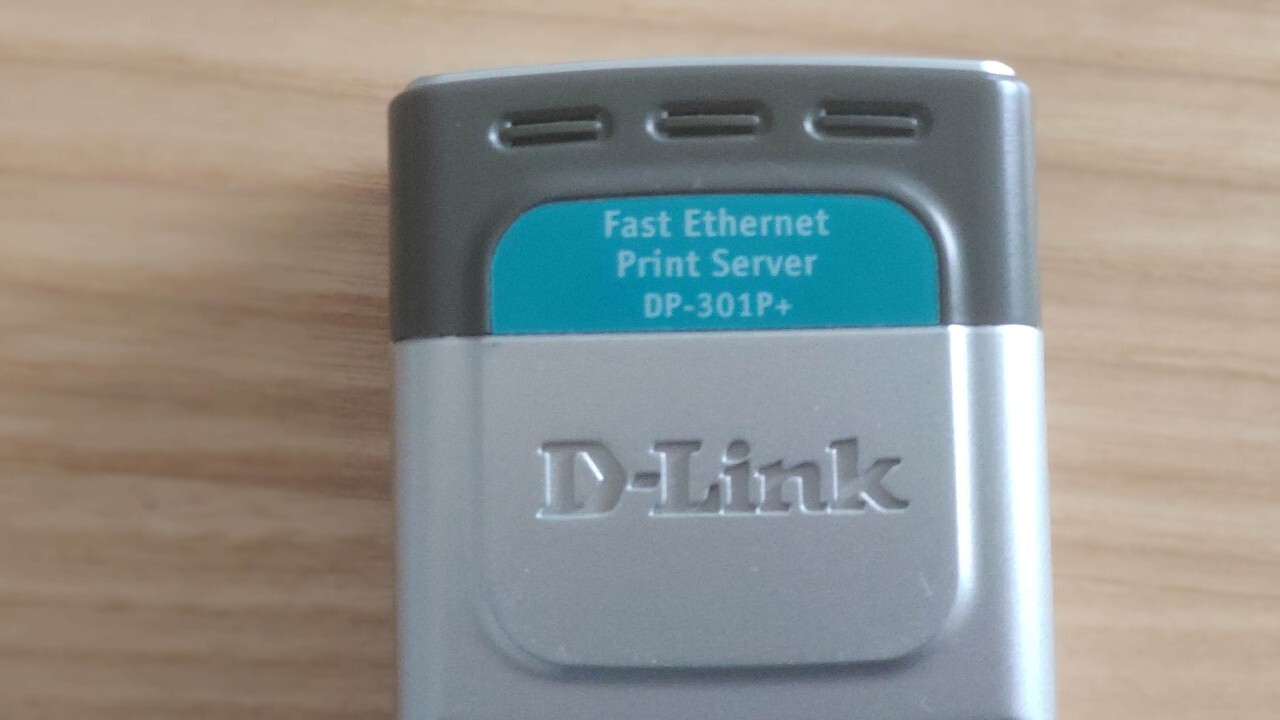 Fast Ethernet
Print Server
DP-301P+
D-Link